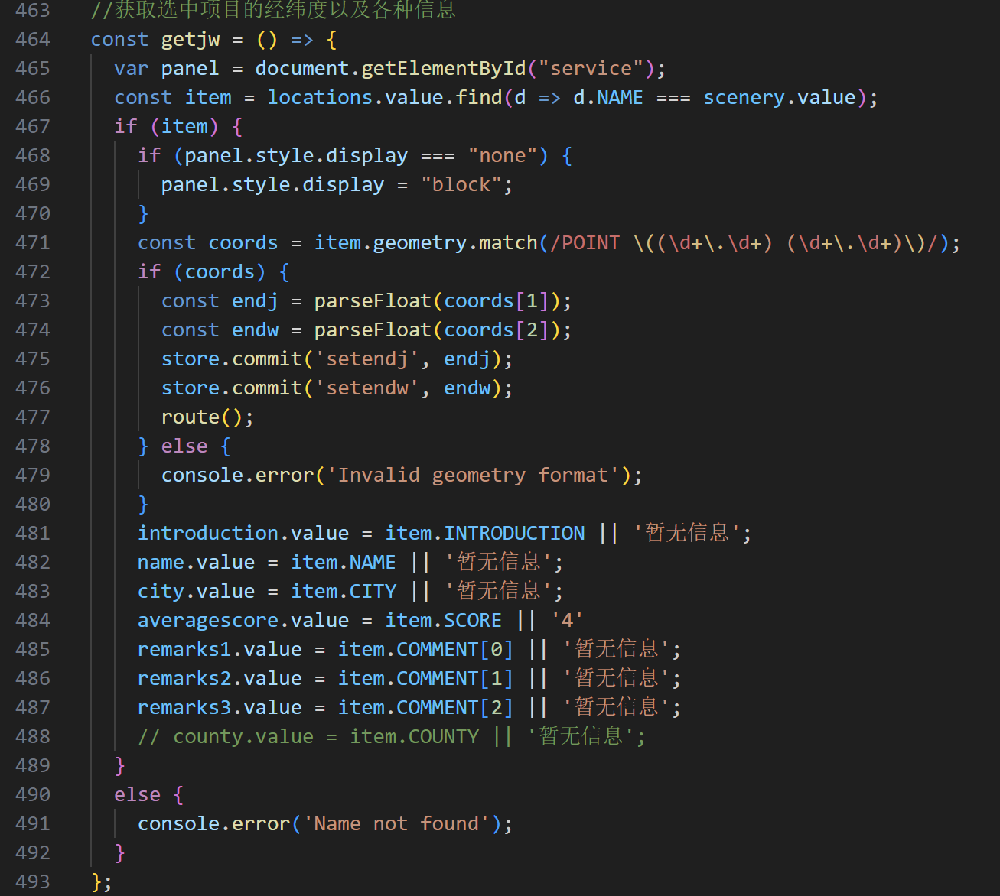 463 //获取选中项目的经纬度以及各种信息
464 const getjw = () => {
465 var panel = document.getElementById("service");
466 const item = locations.value.find(d => d.NAME === scenery.value);
467 if (item) {
468 if (panel.style.display === "none") {
469 panel.style.display = "block";
470 }
471 const coords = item.geometry.match(/POINT \((\d+\.\d+) (\d+\.\d+)\)/);
472 if (coords) {
473 const endj = parseFloat(coords[1]);
474 const endw = parseFloat(coords[2]);
475 store.commit('setendj', endj);
476 store.commit('setendw', endw);
477 route();
478 } else {
479 console.error('Invalid geometry format');
480 }
481 introduction.value = item.INTRODUCTION || '暂无信息';
482 name.value = item.NAME || '暂无信息';
483 city.value = item.CITY || '暂无信息';
484 averagescore.value = item.SCORE || '4'
485 remarks1.value = item.COMMENT[0] || '暂无信息';
486 remarks2.value = item.COMMENT[1] || '暂无信息';
487 remarks3.value = item.COMMENT[2] || '暂无信息';
488 // county.value = item.COUNTY || '暂无信息';
489 }
490 else {
491 console.error('Name not found');
492 }
493 };